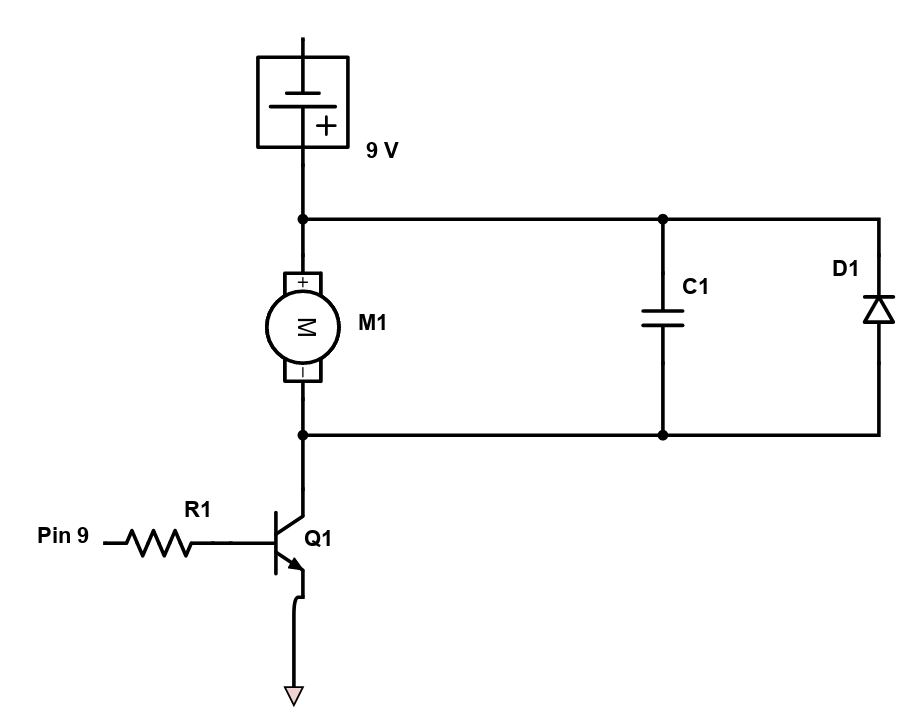 +
9 V
D1
C1
+
M
M1
–
R1
Pin 9
Q1